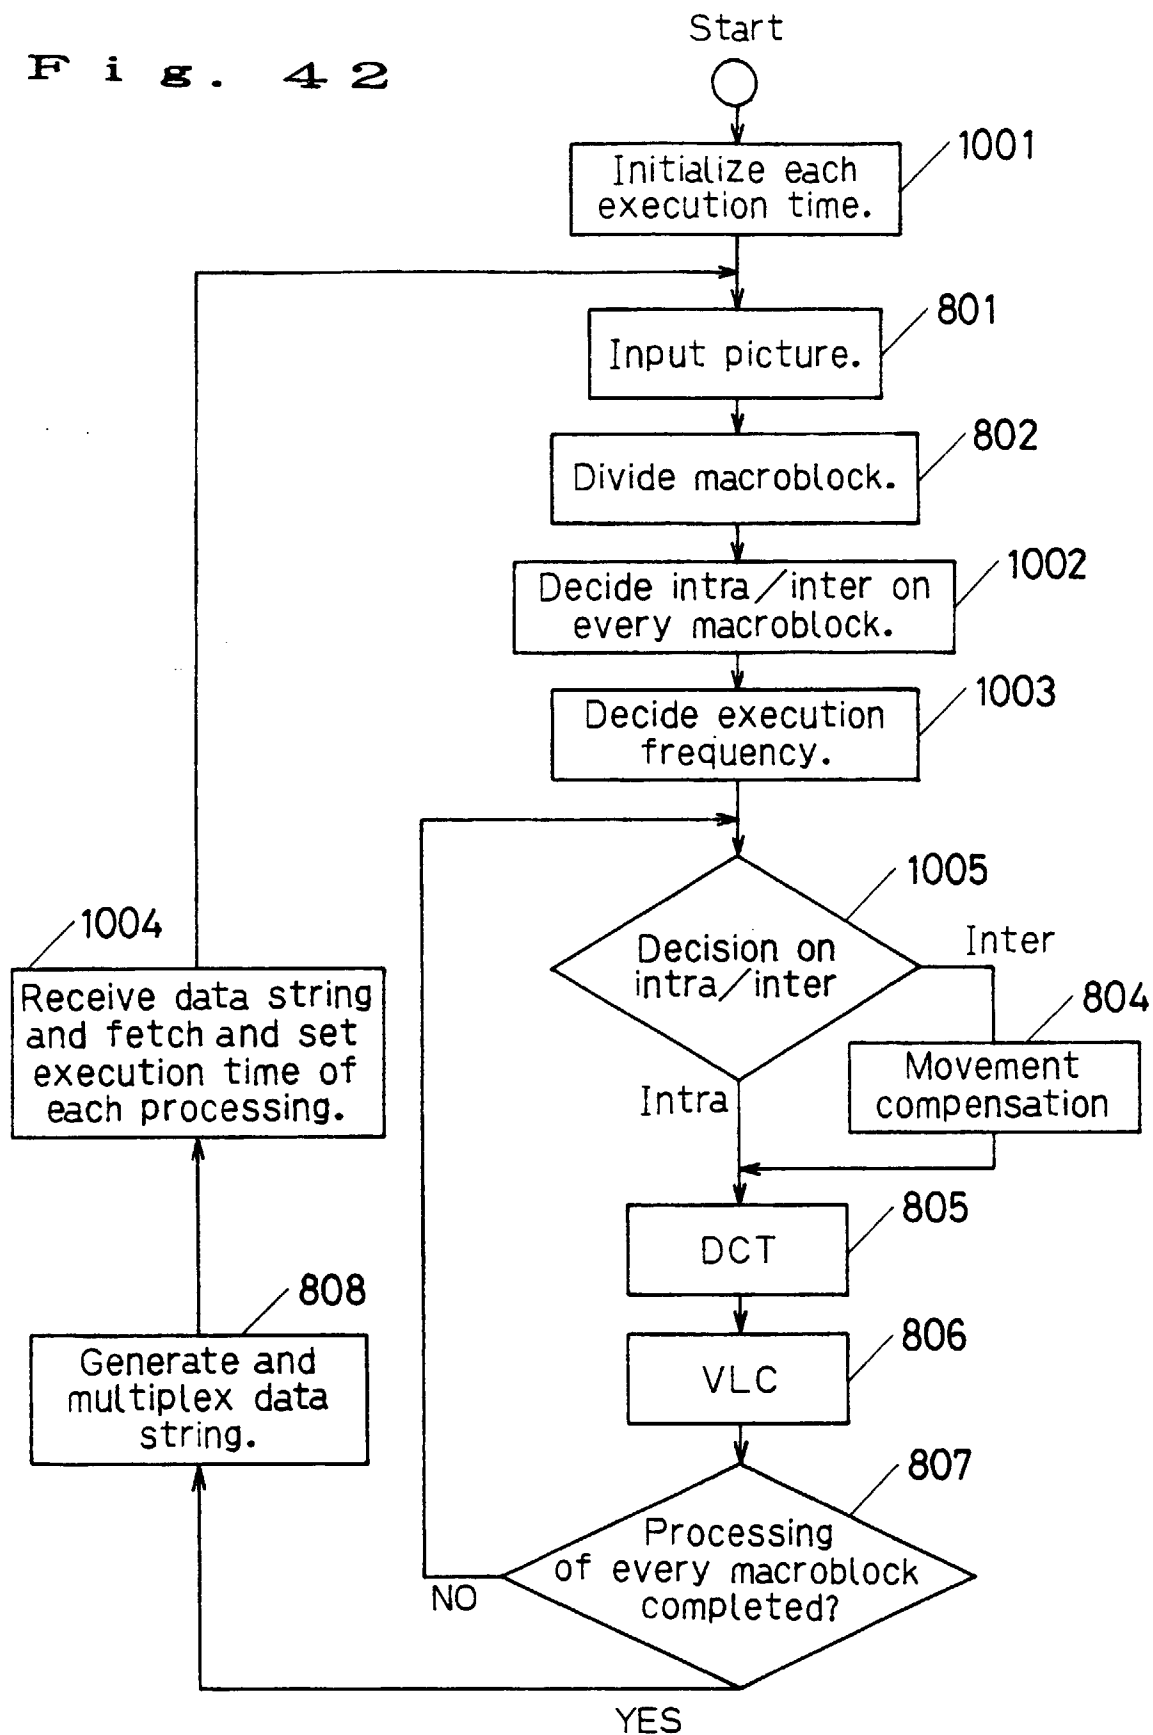 Fig. 42
Start
1001
Initialize each
execution time.
801
Input picture.
802
Divide macroblock.
1002
Decide intra/inter on
every macroblock.
1003
Decide execution
frequency.
1005
Decision on
intra/inter
Inter
804
Movement
compensation
Intra
805
DCT
806
VLC
807
Processing
of every macroblock
completed?
NO
YES
808
Generate and
multiplex data
string.
1004
Receive data string
and fetch and set
execution time of
each processing.